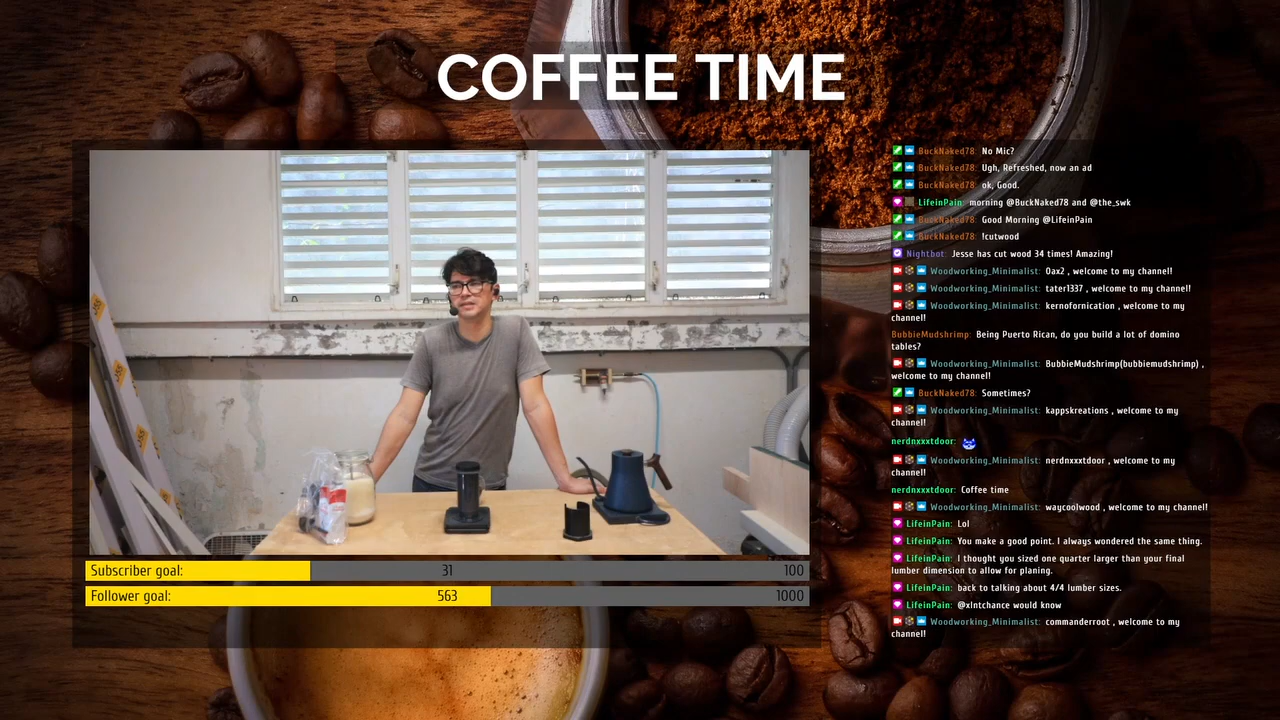 COFFEE TIME
BuckNaked78: No Mic?
BuckNaked78: Ugh, Refreshed, now an ad
BuckNaked78: ok, Good.
LifeinPain: morning @BuckNaked78 and @the_swk
BuckNaked78: Good Morning @LifeinPain
BuckNaked78: !cutwood
Nightbot: Jesse has cut wood 34 times! Amazing!
Woodworking_Minimalist: 0ax2 , welcome to my channel!
Woodworking_Minimalist: tater1337 , welcome to my channel!
Woodworking_Minimalist: kernofornication , welcome to my
channel!
BubbieMudshrimp: Being Puerto Rican, do you build a lot of domino
tables?
Woodworking_Minimalist: BubbieMudshrimp(bubbiemudshrimp) ,
welcome to my channel!
BuckNaked78: Sometimes?
Woodworking_Minimalist: kappskreations , welcome to my
channel!
nerdnxxxtdoor:
Woodworking_Minimalist: nerdnxxxtdoor , welcome to my
channel!
nerdnxxxtdoor: Coffee time
Woodworking_Minimalist: waycoolwood , welcome to my channel!
LifeinPain: Lol
LifeinPain: You make a good point. I always wondered the same thing.
LifeinPain: I thought you sized one quarter larger than your final
lumber dimension to allow for planing.
LifeinPain: back to talking about 4/4 lumber sizes.
LifeinPain: @xlntchance would know
Woodworking_Minimalist: commanderroot , welcome to my
channel!
Subscriber goal: 31 100
Follower goal: 563 1000